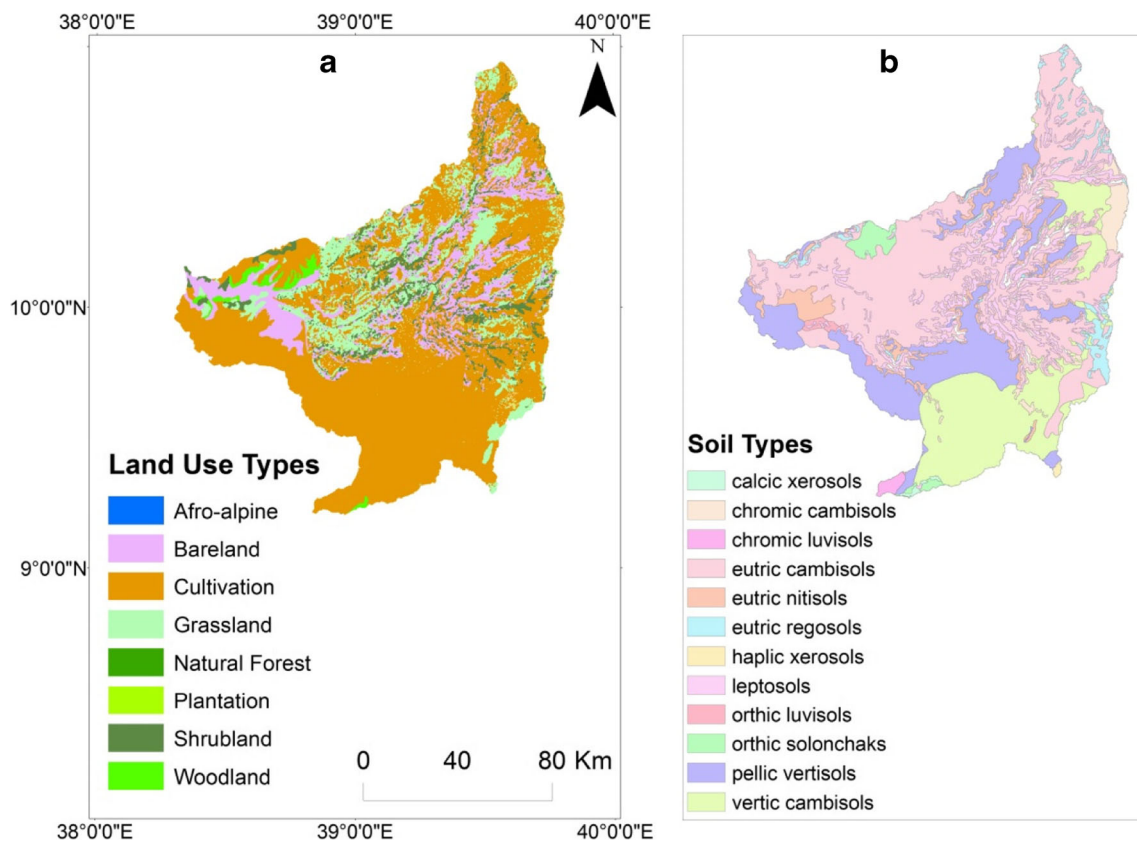 38°0'0"E
39°0'0"E
40°0'0"E
a
N
b
10°0'0"N
9°0'0"N
Land Use Types
Afro-alpine
Bareland
Cultivation
Grassland
Natural Forest
Plantation
Shrubland
Woodland
0 40 80 Km
38°0'0"E
39°0'0"E
40°0'0"E
Soil Types
calcic xerosols
chromic cambisols
chromic luvisols
eutric cambisols
eutric nitisols
eutric regosols
haplic xerosols
leptosols
orthic luvisols
orthic solonchaks
pellic vertisols
vertic cambisols